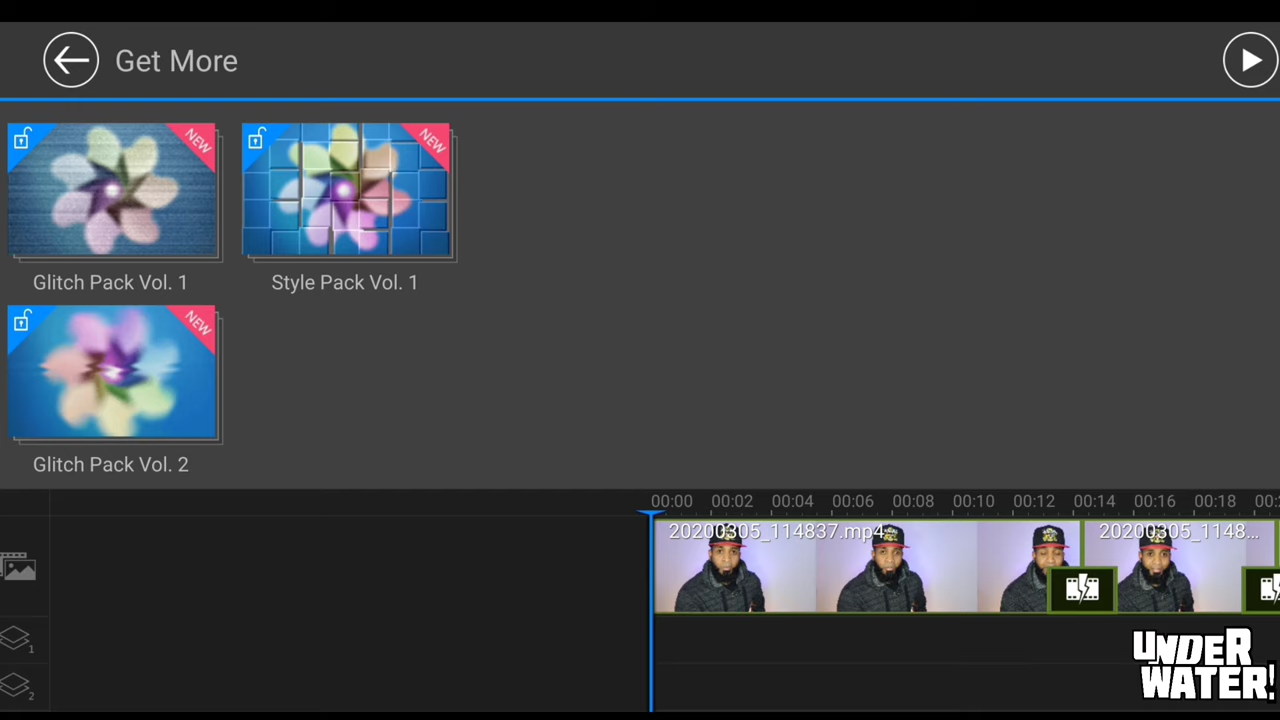 Get More
NEW
NEW
Glitch Pack Vol. 1
Style Pack Vol. 1
NEW
Glitch Pack Vol. 2
00:00 00:02 00:04 00:06 00:08 00:10 00:12 00:14 00:16 00:18
20200305_114837.mp4
20200305_1148...
1
2
UNDER
WATER!